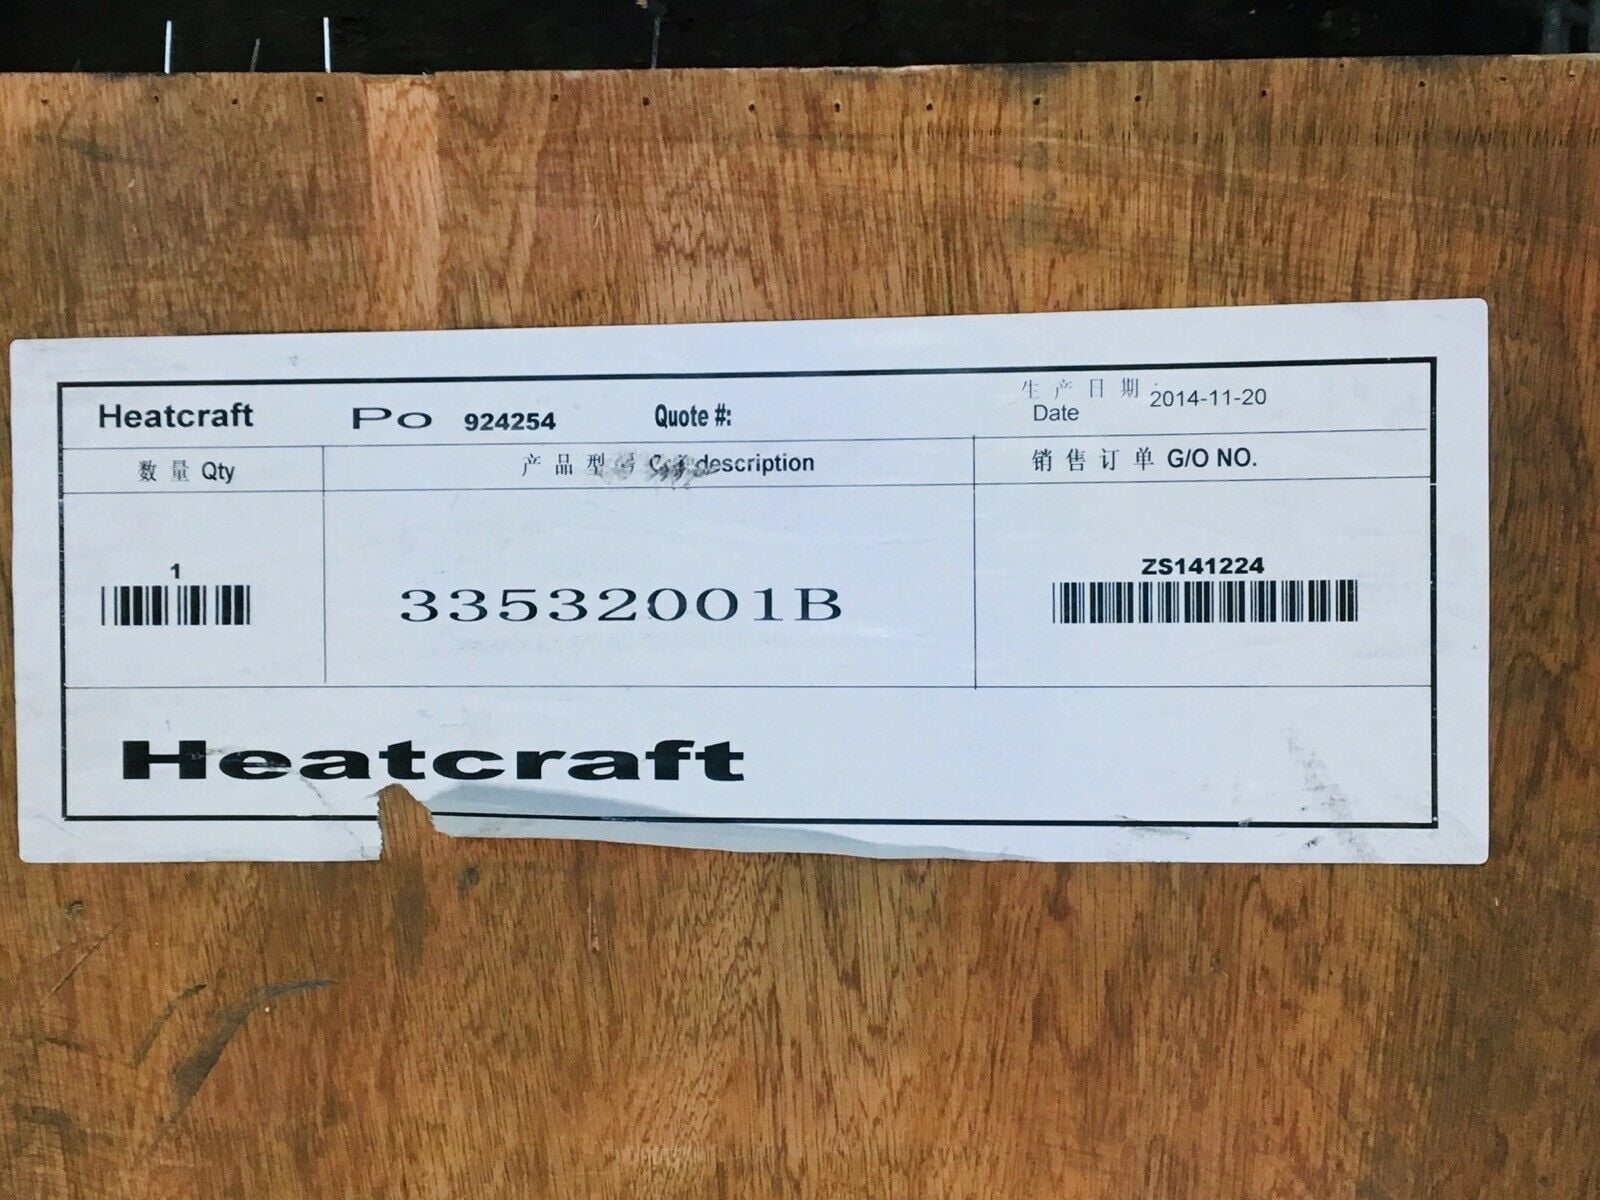 Heatcraft Po 924254 Quote #: 生产日期: 2014-11-20
Date
数量 Qty 产品型号 description 销售订单 G/O NO.
1 33532001B ZS141224
Heatcraft